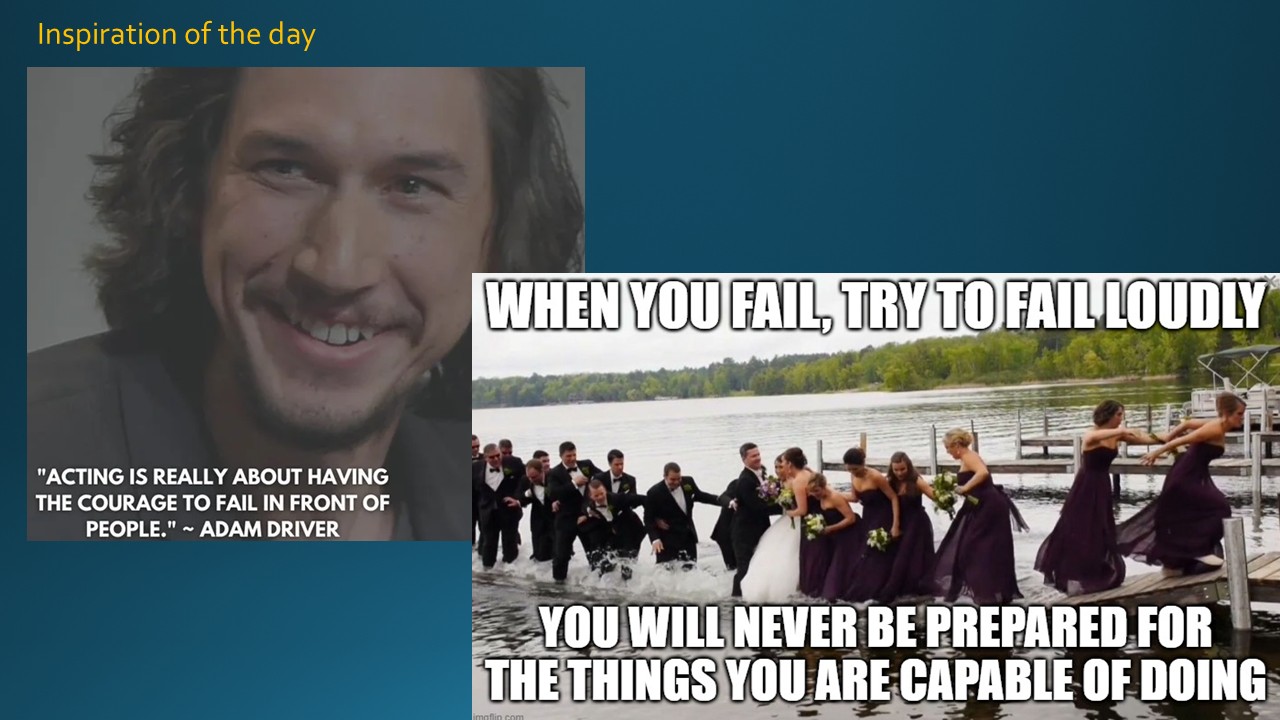 Inspiration of the day
"ACTING IS REALLY ABOUT HAVING
THE COURAGE TO FAIL IN FRONT OF
PEOPLE." ~ ADAM DRIVER
WHEN YOU FAIL, TRY TO FAIL LOUDLY
YOU WILL NEVER BE PREPARED FOR
THE THINGS YOU ARE CAPABLE OF DOING
imgflip.com